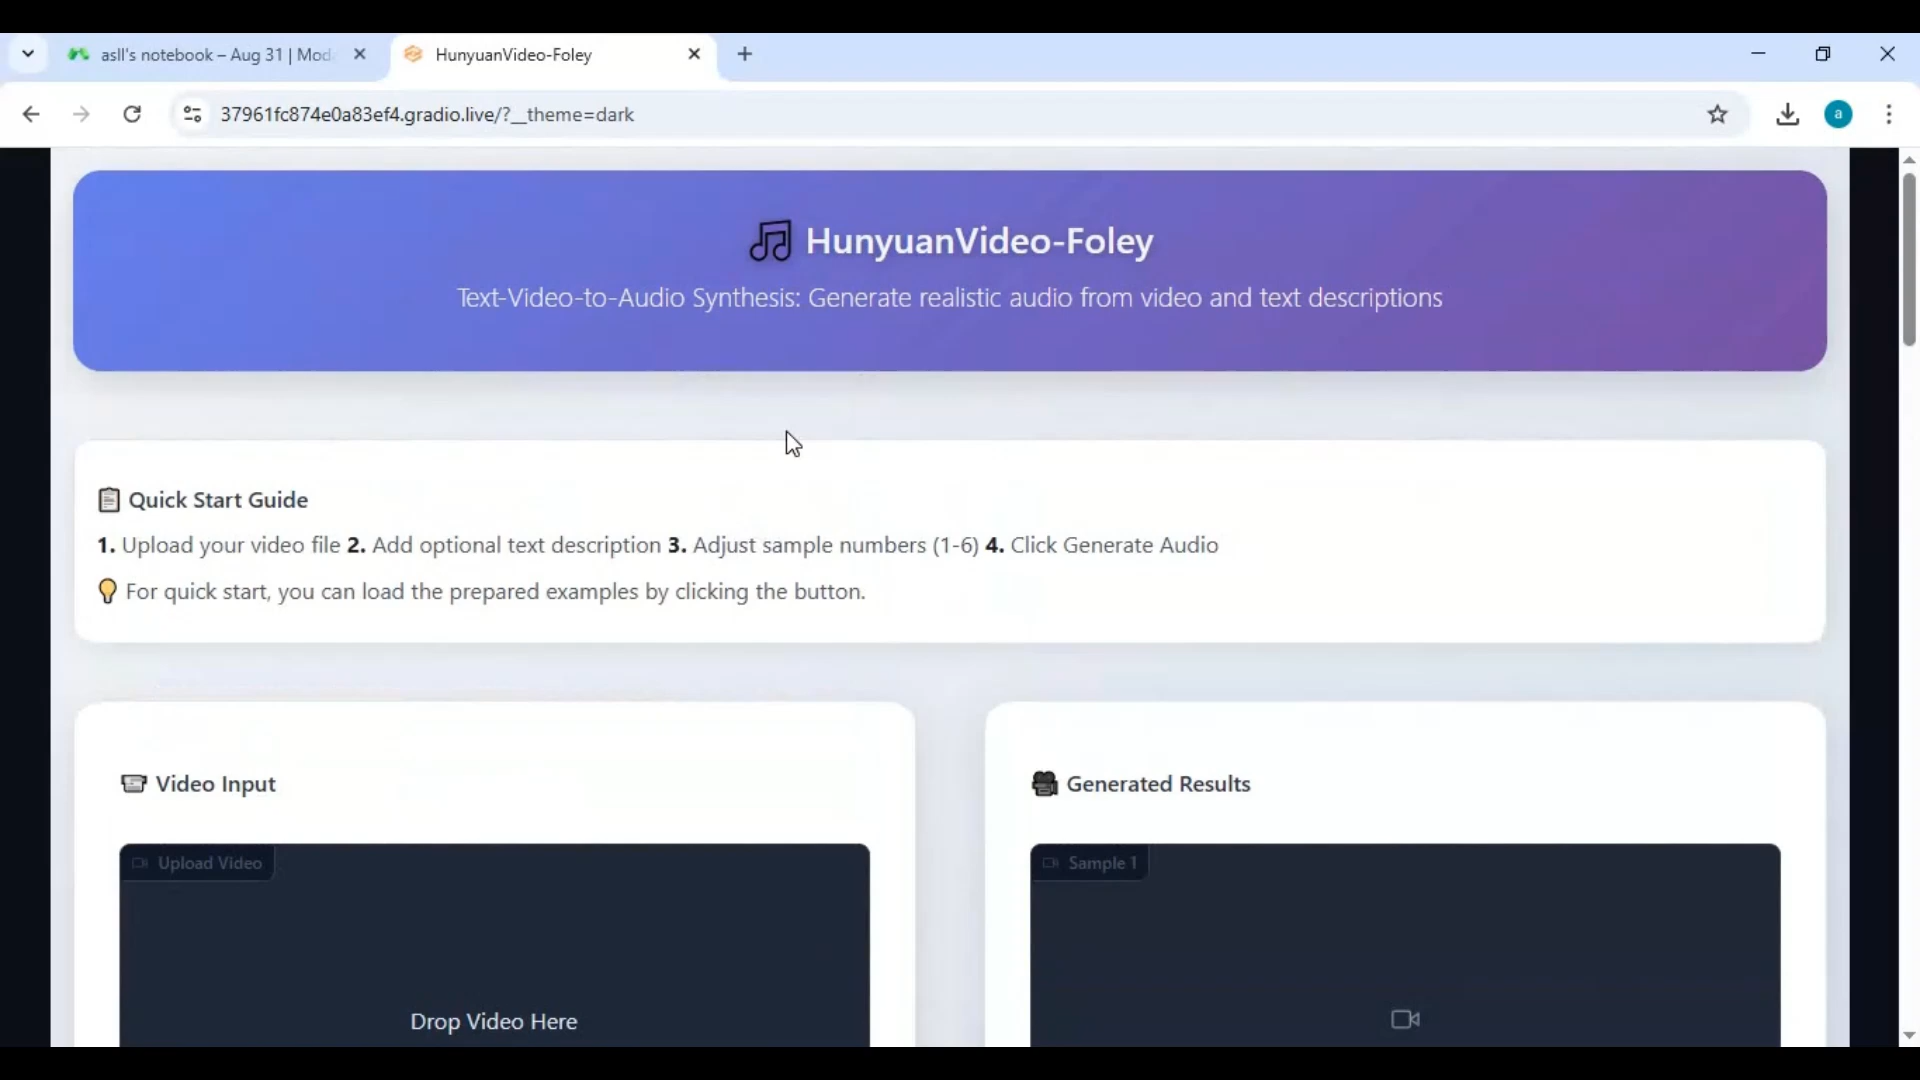 asll's notebook – Aug 31 | Mod
HunyuanVideo-Foley
37961fc874e0a83ef4.gradio.live/?__theme=dark
a
HunyuanVideo-Foley
Text-Video-to-Audio Synthesis: Generate realistic audio from video and text descriptions
Quick Start Guide
1. Upload your video file 2. Add optional text description 3. Adjust sample numbers (1-6) 4. Click Generate Audio
For quick start, you can load the prepared examples by clicking the button.
Video Input
Generated Results
Upload Video
Sample 1
Drop Video Here